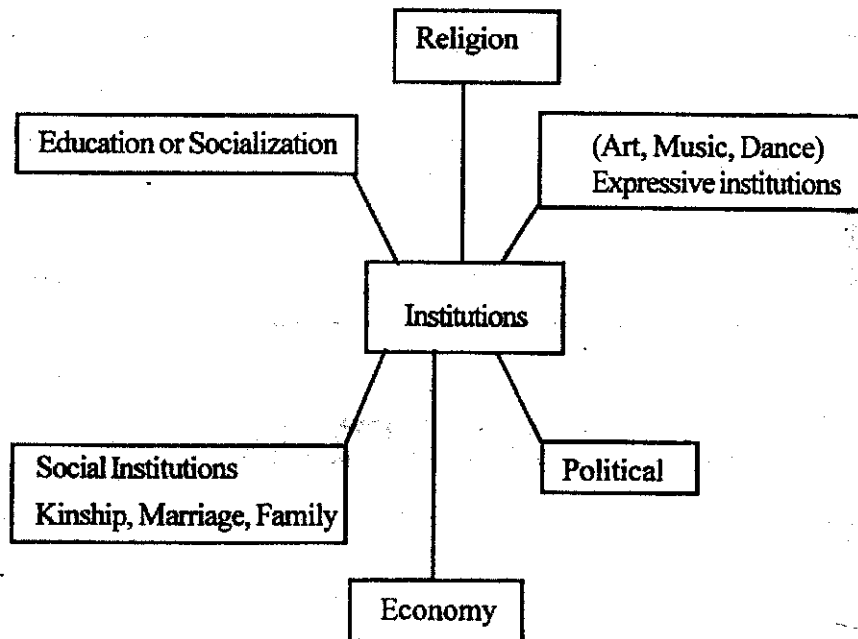 Religion
Education or Socialization
(Art, Music, Dance)
Expressive institutions
Institutions
Social Institutions
Kinship, Marriage, Family
Political
Economy